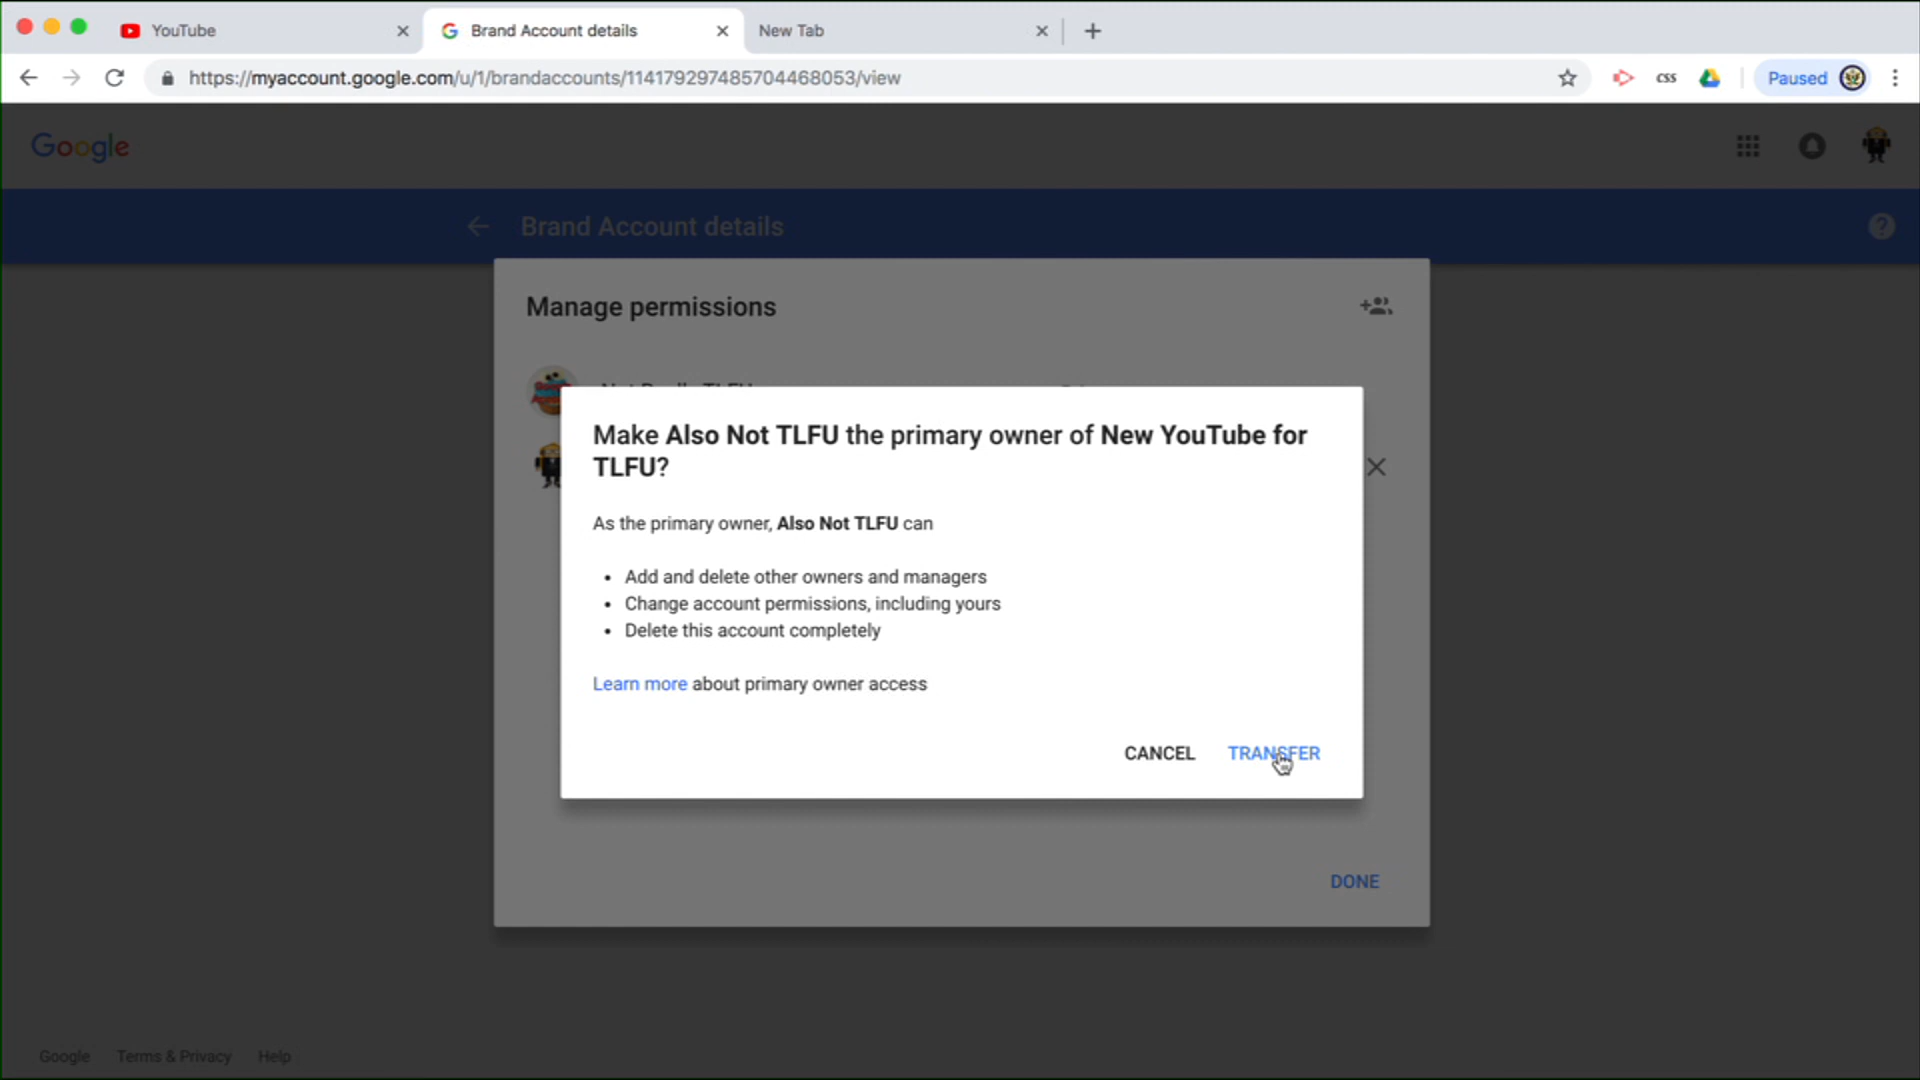 YouTube
Brand Account details
New Tab
https://myaccount.google.com/u/1/brandaccounts/114179297485704468053/view
CSS
Paused
Google
Brand Account details
Manage permissions
Make Also Not TLFU the primary owner of New YouTube for
TLFU?
As the primary owner, Also Not TLFU can
• Add and delete other owners and managers
• Change account permissions, including yours
• Delete this account completely
Learn more about primary owner access
CANCEL TRANSFER
DONE
Google Terms & Privacy Help